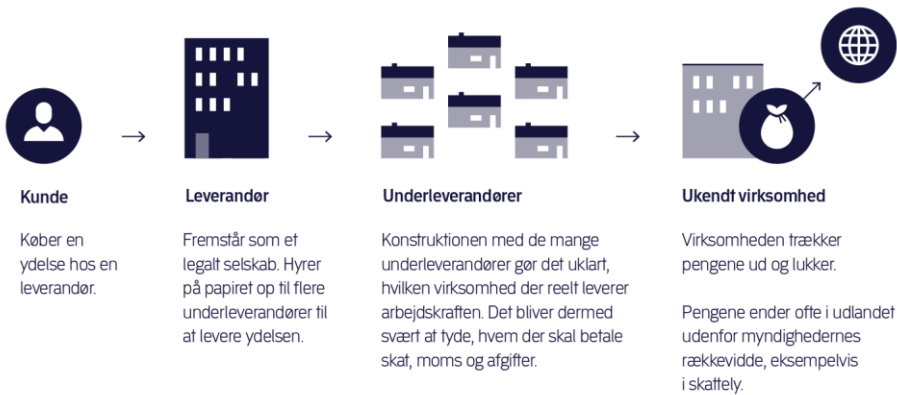 Kunde
Køber en
ydelse hos en
leverandør.
Leverandør
Fremstår som et
legalt selskab. Hyrer
på papiret op til flere
underleverandører til
at levere ydelsen.
Underleverandører
Konstruktionen med de mange
underleverandører gør det uklart,
hvilken virksomhed der reelt leverer
arbejdskraften. Det bliver dermed
svært at tyde, hvem der skal betale
skat, moms og afgifter.
Ukendt virksomhed
Virksomheden trækker
pengene ud og lukker.
Pengene ender ofte i udlandet
udenfor myndighedernes
rækkevidde, eksempelvis
i skattely.